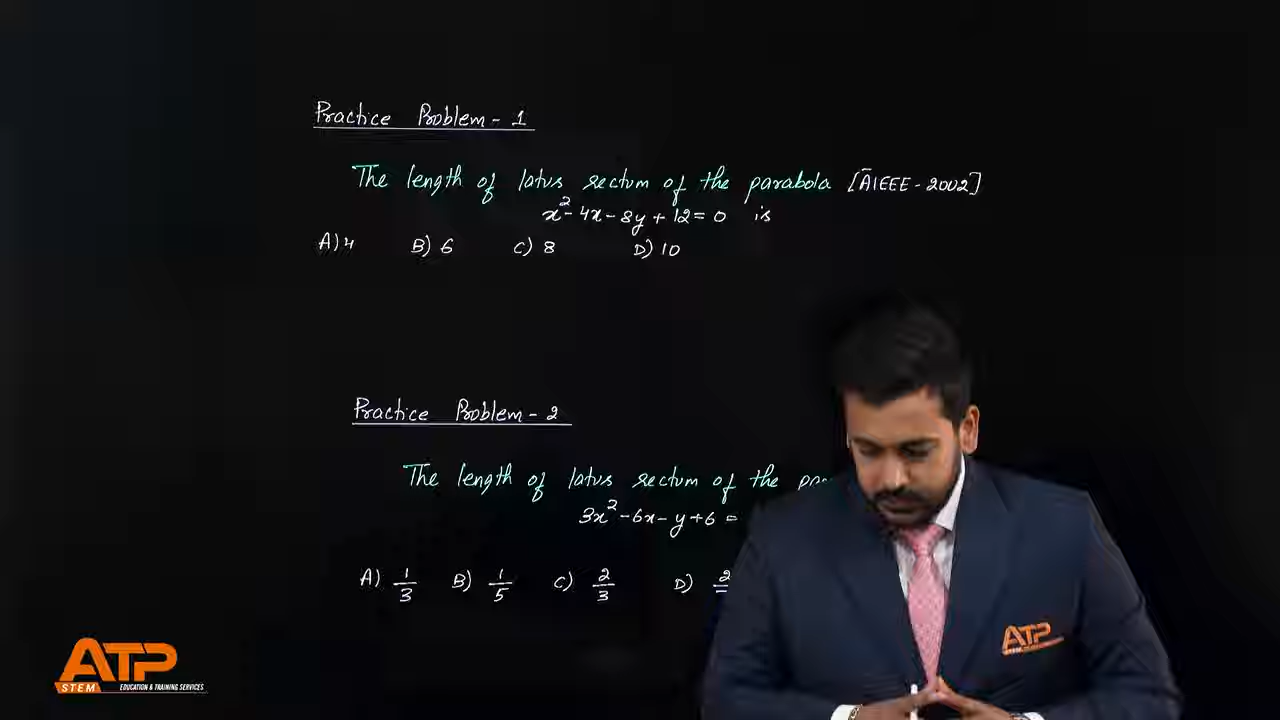 Practice Problem - 1
The length of latus rectum of the parabola [AIEEE - 2002]
x² - 4x - 8y + 12 = 0 is
A) 4 B) 6 C) 8 D) 10
Practice Problem - 2
The length of latus rectum of the
3x² - 6x - y + 6 =
A) 1/3 B) 1/5 C) 2/3 D)
ATP
STEM EDUCATION & TRAINING SERVICES
ATP